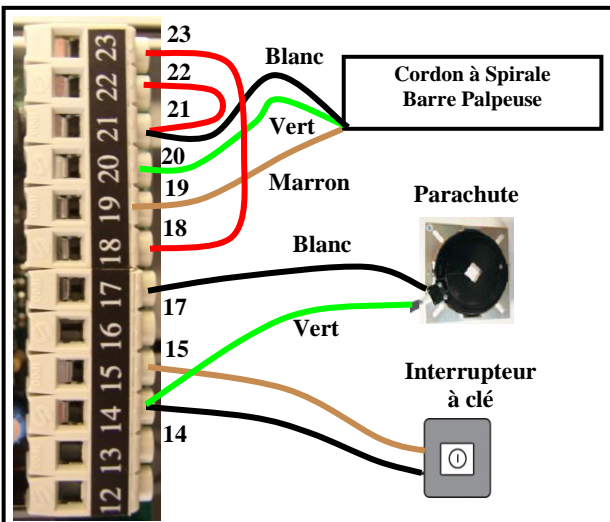 23
22
21
20
19
18
17
16
15
14
13
12
23
22
21
20
19
18
17
15
14
Blanc
Vert
Marron
Cordon à Spirale
Barre Palpeuse
Parachute
Blanc
Vert
Interrupteur
à clé